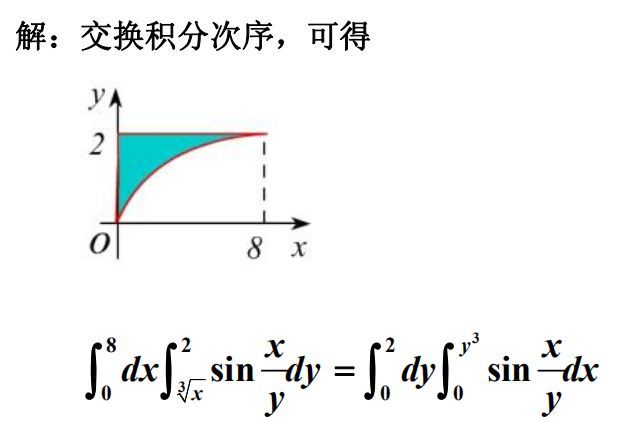 解：交换积分次序，可得
y
2
O 8 x
∫₀⁸ dx ∫_{∛x}² sin x/y dy = ∫₀² dy ∫₀^{y³} sin x/y dx